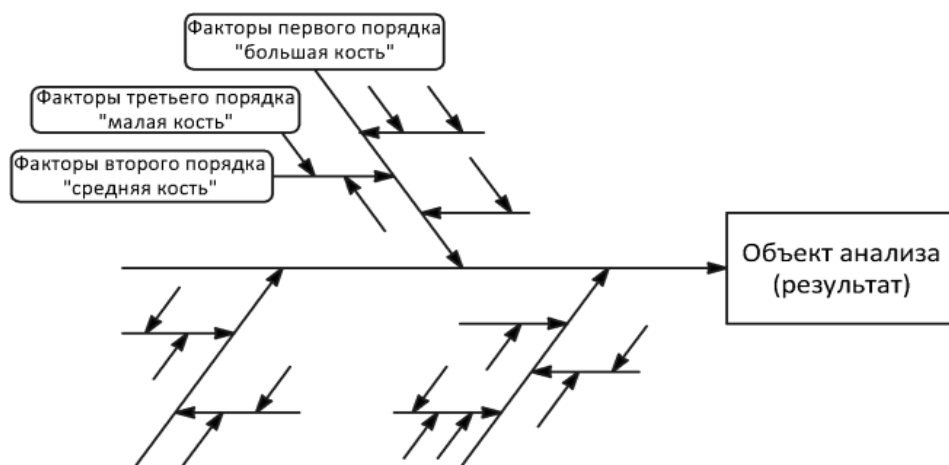 Факторы первого порядка
"большая кость"
Факторы третьего порядка
"малая кость"
Факторы второго порядка
"средняя кость"
Объект анализа
(результат)